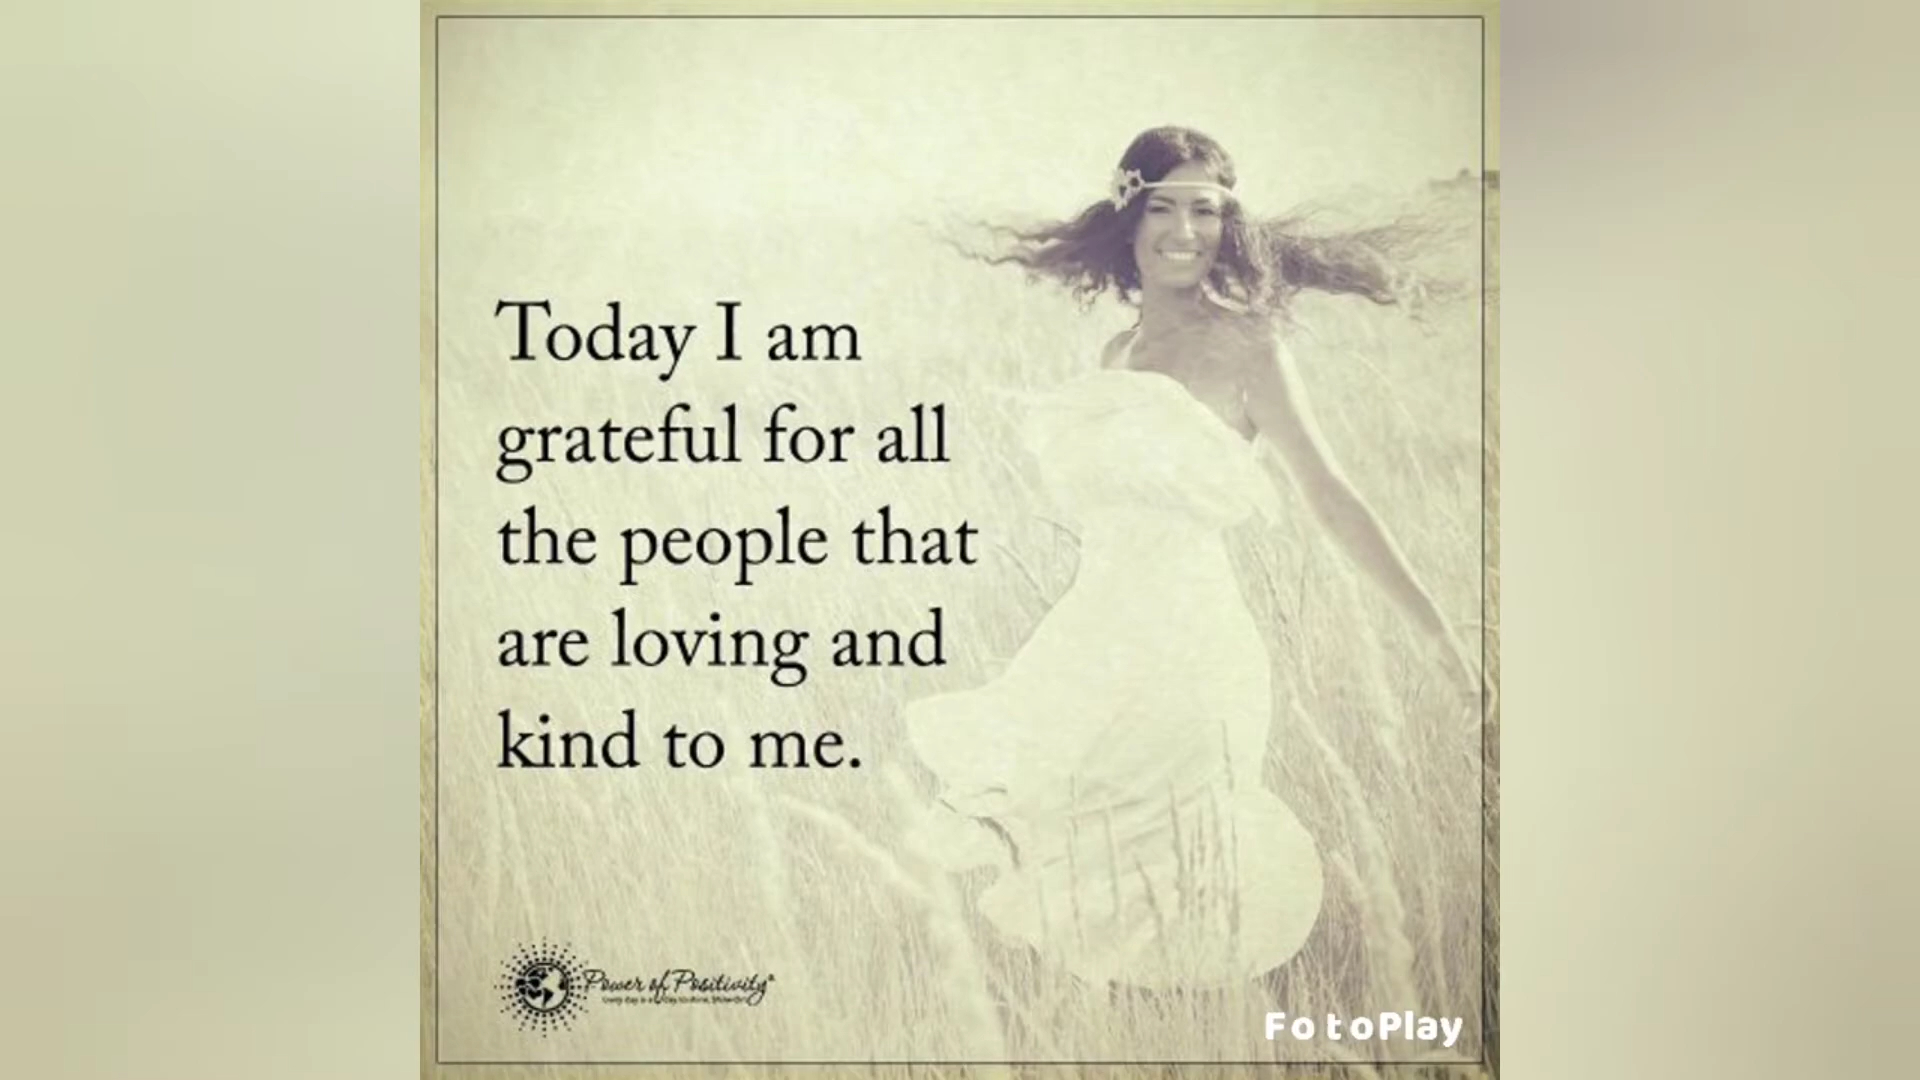 Today I am
grateful for all
the people that
are loving and
kind to me.
Power of Positivity
FotoPlay